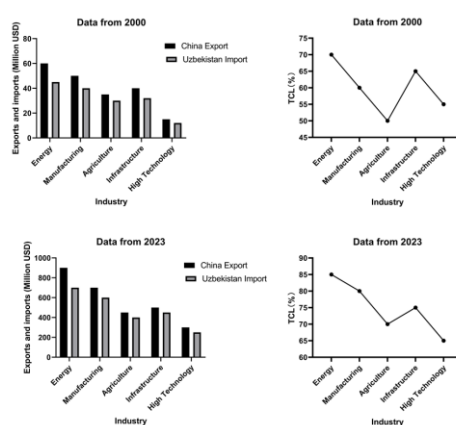 Data from 2000
Exports and imports (Million USD)
80
60
40
20
0
China Export
Uzbekistan Import
Energy
Manufacturing
Agriculture
Infrastructure
High Technology
Industry
Data from 2000
TCL(%)
75
70
65
60
55
50
45
Energy
Manufacturing
Agriculture
Infrastructure
High Technology
Industry
Data from 2023
Exports and imports (Million USD)
1000
800
600
400
200
0
China Export
Uzbekistan Import
Energy
Manufacturing
Agriculture
Infrastructure
High Technology
Industry
Data from 2023
TCL(%)
90
85
80
75
70
65
60
Energy
Manufacturing
Agriculture
Infrastructure
High Technology
Industry